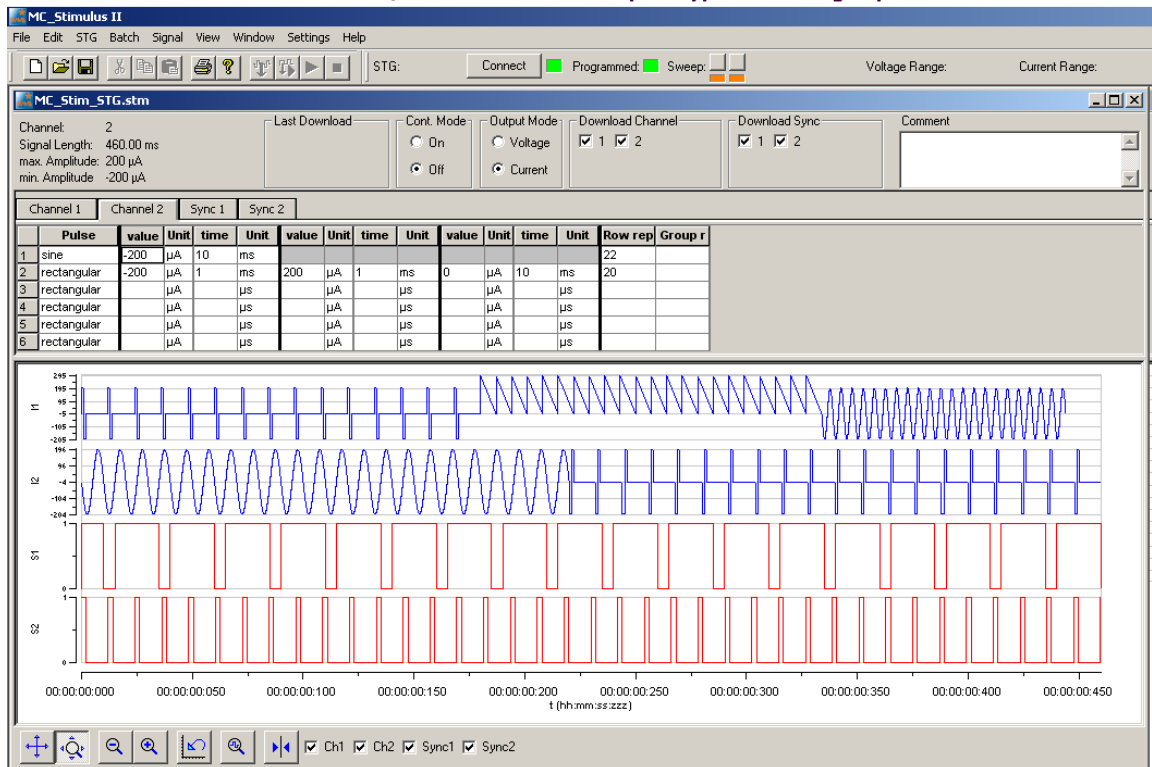 MC_Stimulus II
File Edit STG Batch Signal View Window Settings Help
STG: Connect Programmed: Sweep: Voltage Range: Current Range:
MC_Stim_STG.stm
Channel: 2
Signal Length: 460.00 ms
max. Amplitude: 200 µA
min. Amplitude -200 µA
Last Download
Cont. Mode
On
Off
Output Mode
Voltage
Current
Download Channel
1 2
Download Sync
1 2
Comment
Channel 1 Channel 2 Sync 1 Sync 2
Pulse value Unit time Unit value Unit time Unit value Unit time Unit Row rep Group r
1 sine -200 µA 10 ms 22
2 rectangular -200 µA 1 ms 200 µA 1 ms 0 µA 10 ms 20
3 rectangular µA µs µA µs µA µs
4 rectangular µA µs µA µs µA µs
5 rectangular µA µs µA µs µA µs
6 rectangular µA µs µA µs µA µs
I1
295
195
95
-5
-105
-205
I2
196
96
-4
-104
-204
S1
1
0
S2
1
0
00:00:00:000 00:00:00:050 00:00:00:100 00:00:00:150 00:00:00:200 00:00:00:250 00:00:00:300 00:00:00:350 00:00:00:400 00:00:00:450
t (hh:mm:ss:zzz)
Ch1 Ch2 Sync1 Sync2